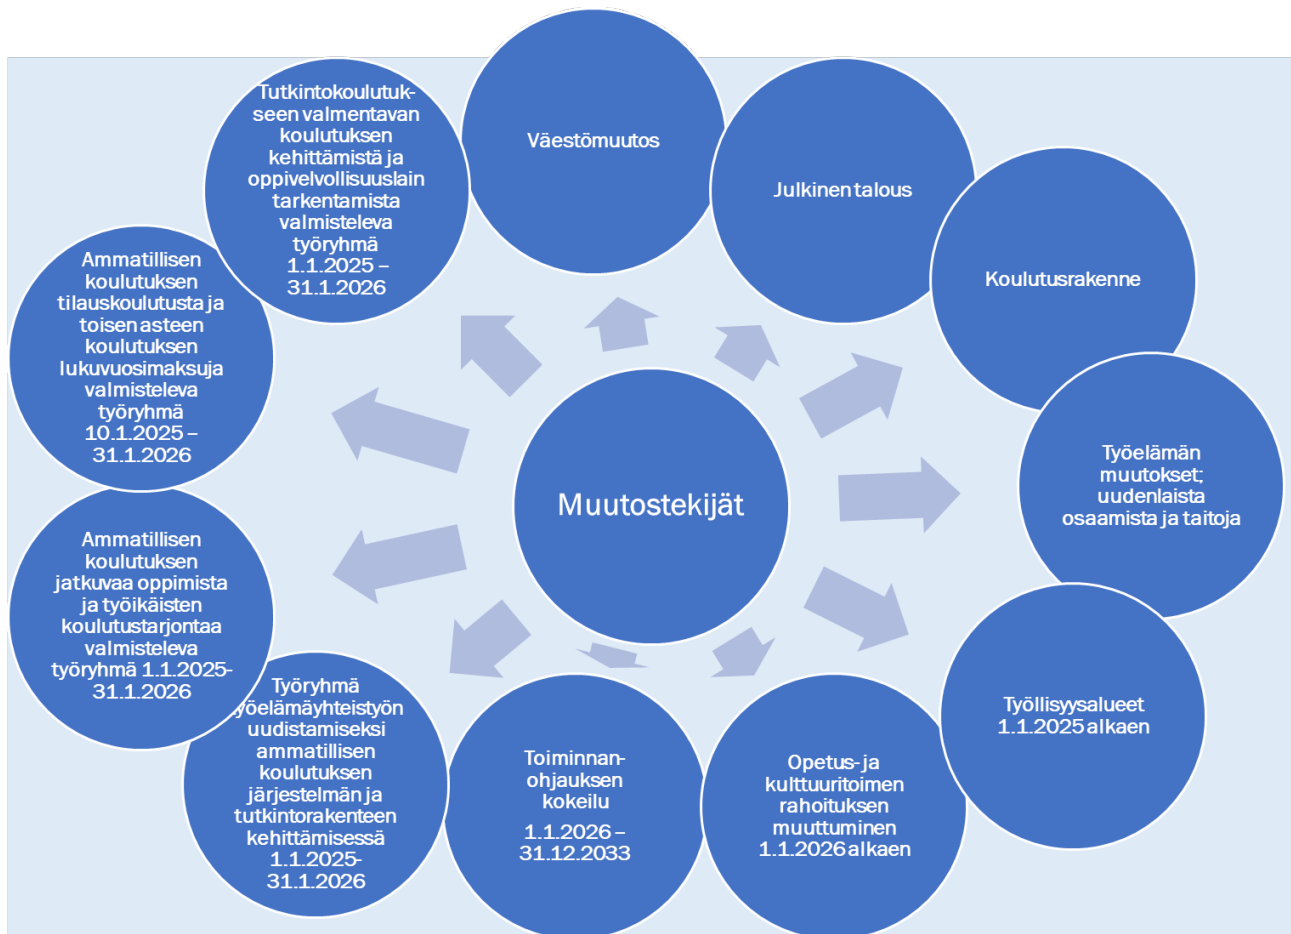 Muutostekijät
Väestömuutos
Julkinen talous
Koulutusrakenne
Työelämän
muutokset;
uudenlaista
osaamista ja taitoja
Työllisyysalueet
1.1.2025 alkaen
Opetus- ja
kulttuuritoimen
rahoituksen
muuttuminen
1.1.2026 alkaen
Toiminnan-
ohjauksen
kokeilu
1.1.2026 –
31.12.2033
Työryhmä
työelämäyhteistyön
uudistamiseksi
ammatillisen
koulutuksen
järjestelmän ja
tutkintorakenteen
kehittämisessä
1.1.2025-
31.1.2026
Ammatillisen
koulutuksen
jatkuvaa oppimista
ja työikäisten
koulutustarjontaa
valmisteleva
työryhmä 1.1.2025-
31.1.2026
Ammatillisen
koulutuksen
tilauskoulutusta ja
toisen asteen
koulutuksen
lukuvuosimaksuja
valmisteleva
työryhmä
10.1.2025 –
31.1.2026
Tutkintokoulutuk-
seen valmentavan
koulutuksen
kehittämistä ja
oppivelvollisuuslain
tarkentamista
valmisteleva
työryhmä
1.1.2025 –
31.1.2026